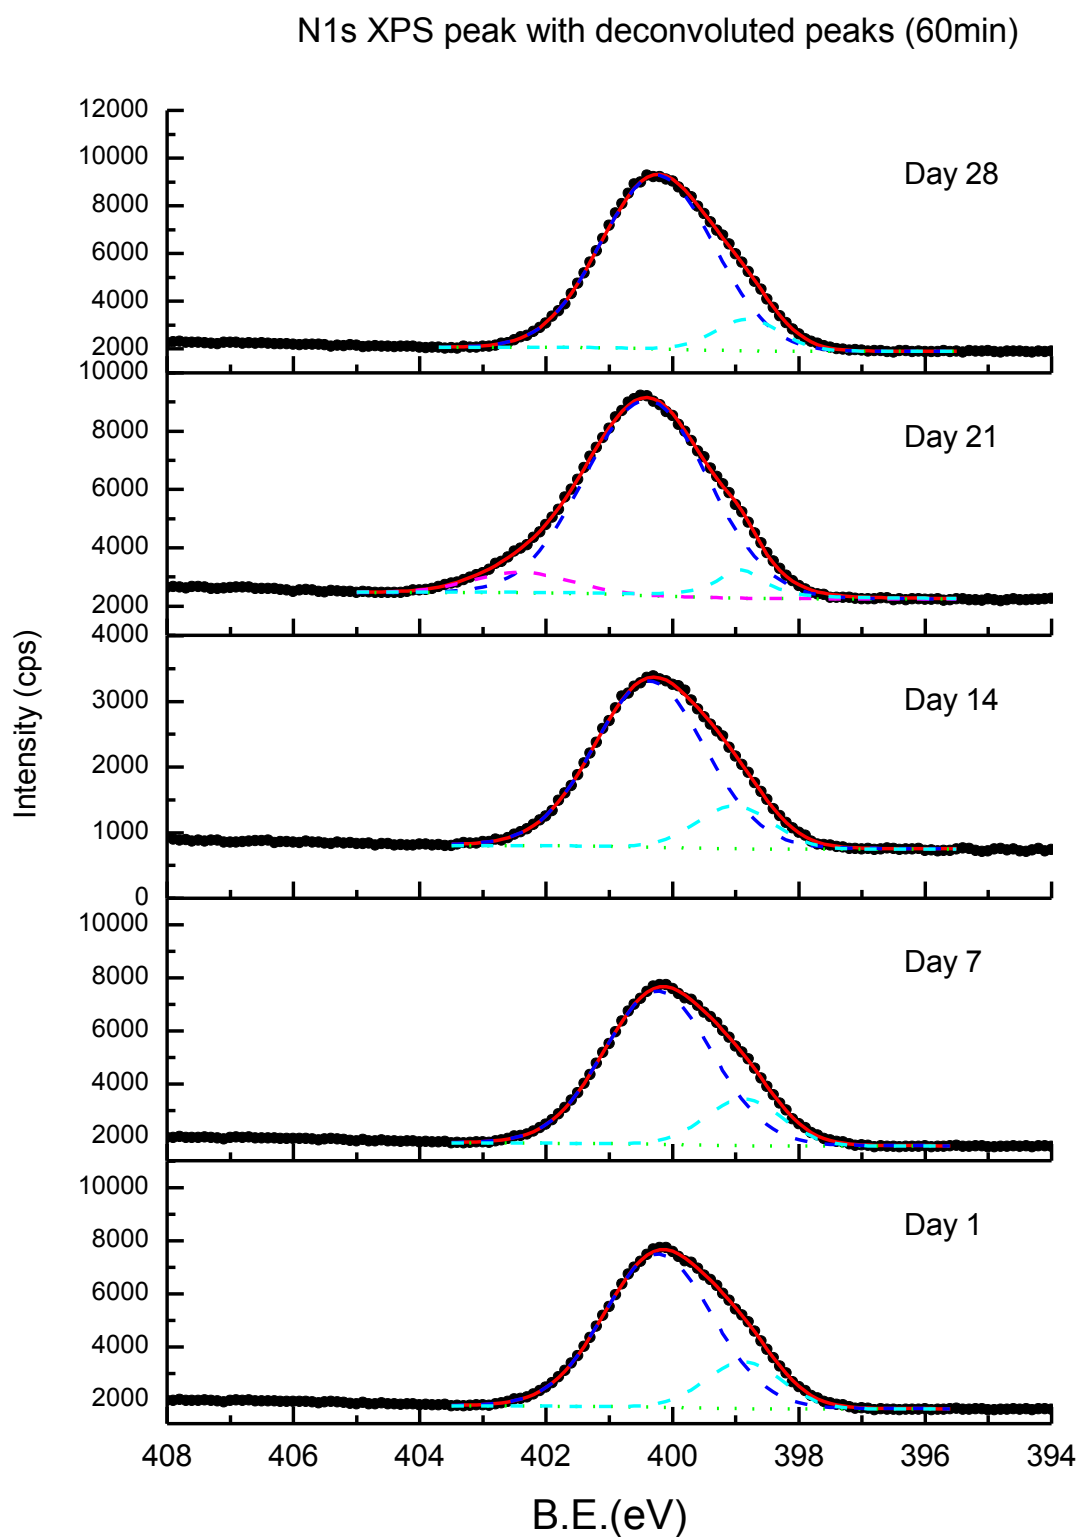 N1s XPS peak with deconvoluted peaks (60min)
12000
10000
8000
6000
4000
2000
Day 28
10000
8000
6000
4000
2000
Day 21
4000
3000
2000
1000
0
Day 14
10000
8000
6000
4000
2000
Day 7
10000
8000
6000
4000
2000
Day 1
Intensity (cps)
408 406 404 402 400 398 396 394
B.E.(eV)